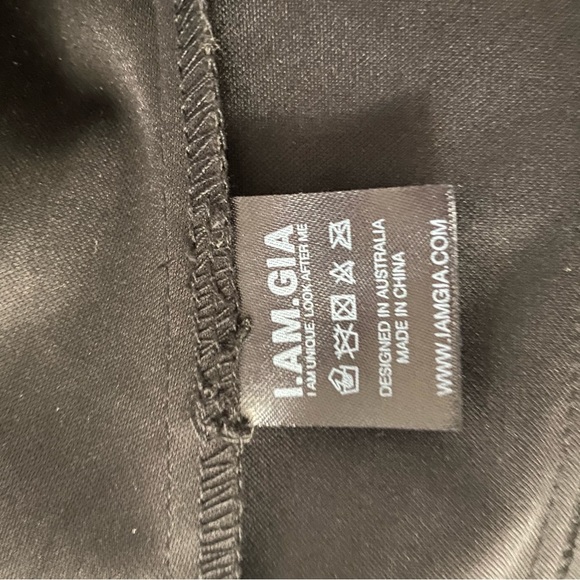 I.AM.GIA
I AM UNIQUE. LOOK AFTER ME
DESIGNED IN AUSTRALIA
MADE IN CHINA
WWW.IAMGIA.COM